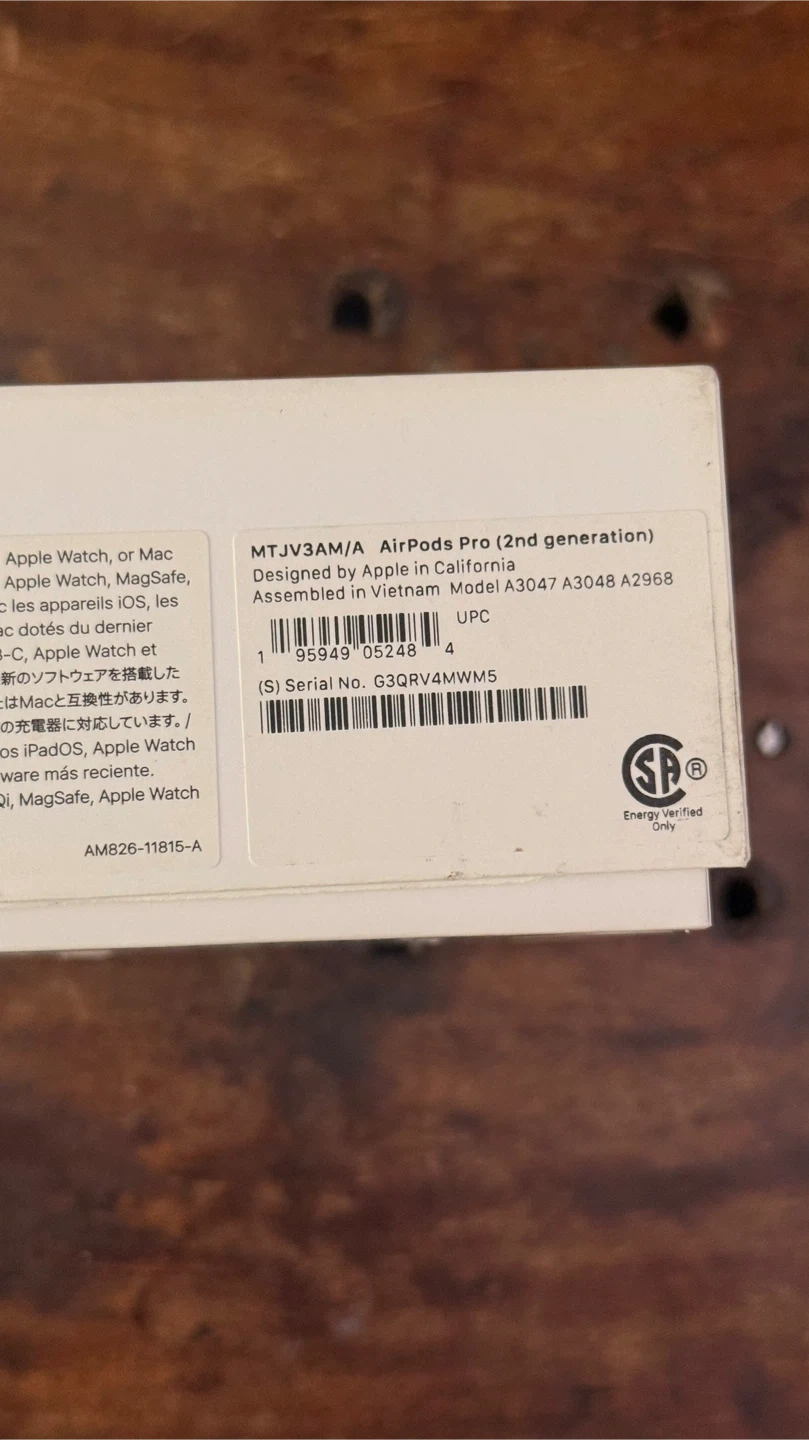 Apple Watch, or Mac
Apple Watch, MagSafe,
les appareils iOS, les
dotés du dernier
Apple Watch et
新のソフトウェアを搭載した
はMacと互換性があります。
の充電器に対応しています。/
iPadOS, Apple Watch
más reciente.
Qi, MagSafe, Apple Watch
AM826-11815-A
MTJV3AM/A AirPods Pro (2nd generation)
Designed by Apple in California
Assembled in Vietnam Model A3047 A3048 A2968
UPC
1 95949 05248 4
(S) Serial No. G3QRV4MWM5
SA ®
Energy Verified
Only